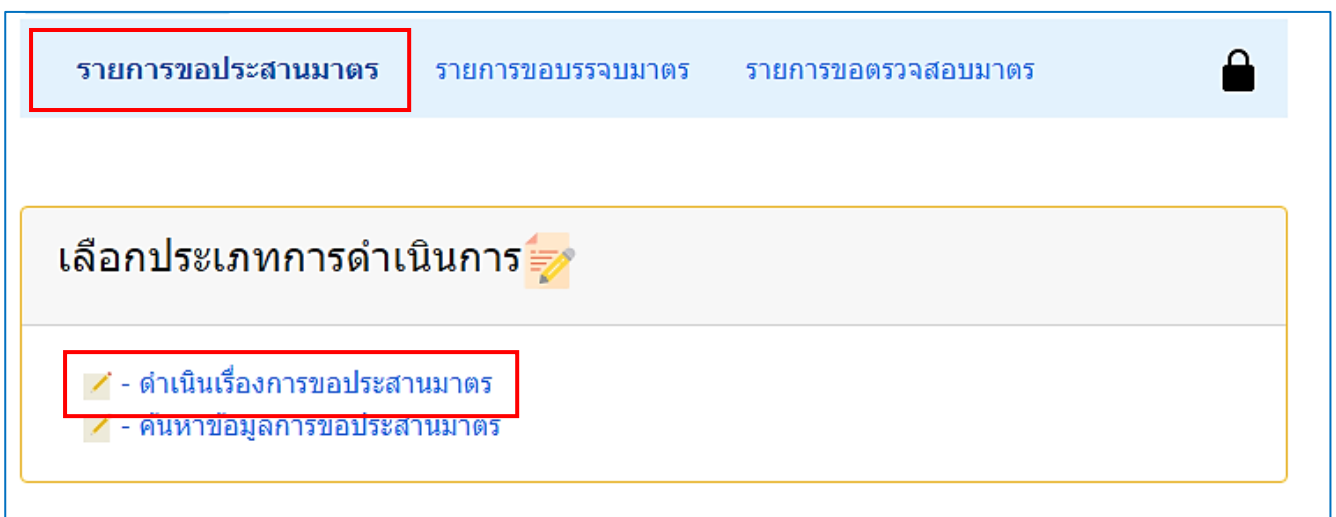 รายการขอประสานมาตร รายการขอบรรจบมาตร รายการขอตรวจสอบมาตร
เลือกประเภทการดำเนินการ
- ดำเนินเรื่องการขอประสานมาตร
- ค้นหาข้อมูลการขอประสานมาตร